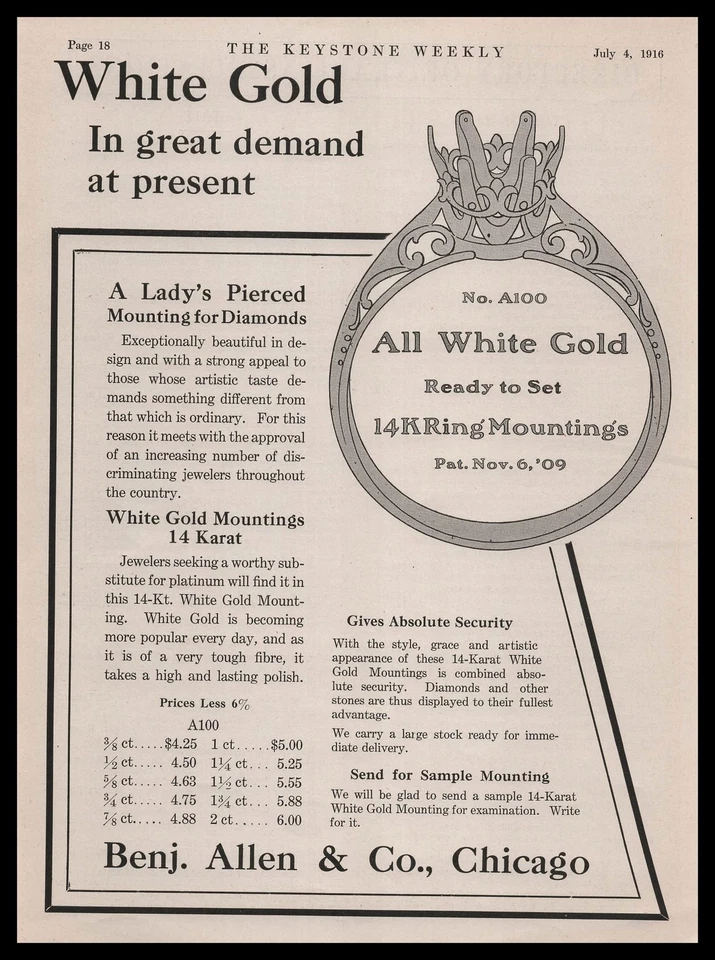 Page 18 THE KEYSTONE WEEKLY July 4, 1916
White Gold
In great demand
at present
A Lady's Pierced
Mounting for Diamonds
Exceptionally beautiful in de-
sign and with a strong appeal to
those whose artistic taste de-
mands something different from
that which is ordinary. For this
reason it meets with the approval
of an increasing number of dis-
criminating jewelers throughout
the country.
White Gold Mountings
14 Karat
Jewelers seeking a worthy sub-
stitute for platinum will find it in
this 14-Kt. White Gold Mount-
ing. White Gold is becoming
more popular every day, and as
it is of a very tough fibre, it
takes a high and lasting polish.
Prices Less 6%
A100
⅜ ct.....$4.25 1 ct.....$5.00
½ ct..... 4.50 1¼ ct... 5.25
⅝ ct..... 4.63 1½ ct... 5.55
¾ ct..... 4.75 1¾ ct... 5.88
⅞ ct..... 4.88 2 ct..... 6.00
No. A100
All White Gold
Ready to Set
14K Ring Mountings
Pat. Nov. 6, '09
Gives Absolute Security
With the style, grace and artistic
appearance of these 14-Karat White
Gold Mountings is combined abso-
lute security. Diamonds and other
stones are thus displayed to their fullest
advantage.
We carry a large stock ready for imme-
diate delivery.
Send for Sample Mounting
We will be glad to send a sample 14-Karat
White Gold Mounting for examination. Write
for it.
Benj. Allen & Co., Chicago